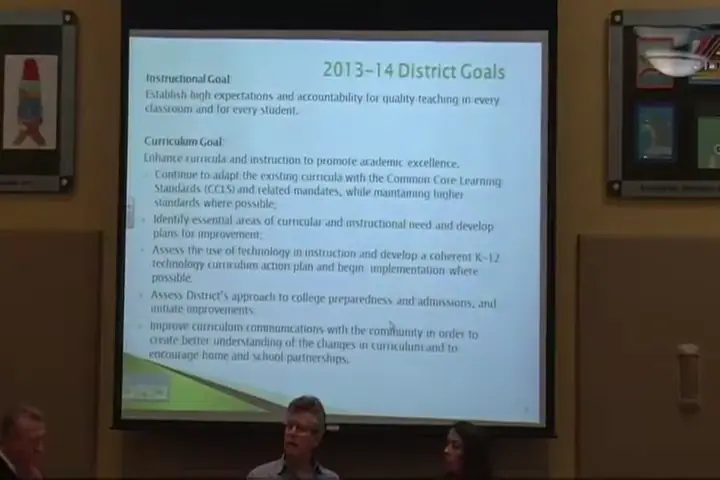 2013-14 District Goals
Instructional Goal
Establish high expectations and accountability for quality teaching in every
classroom and for every student.
Curriculum Goal
Enhance curricula and instruction to promote academic excellence.
Continue to adapt the existing curricula with the Common Core Learning
Standards (CCLS) and related mandates, while maintaining higher
standards where possible;
Identify essential areas of curricular and instructional need and develop
plans for improvement;
Assess the use of technology in instruction and develop a coherent K-12
technology curriculum action plan and begin implementation where
possible.
Assess District's approach to college preparedness and admissions, and
initiate improvements.
Improve curriculum communications with the community in order to
create better understanding of the changes in curriculum and to
encourage home and school partnerships.